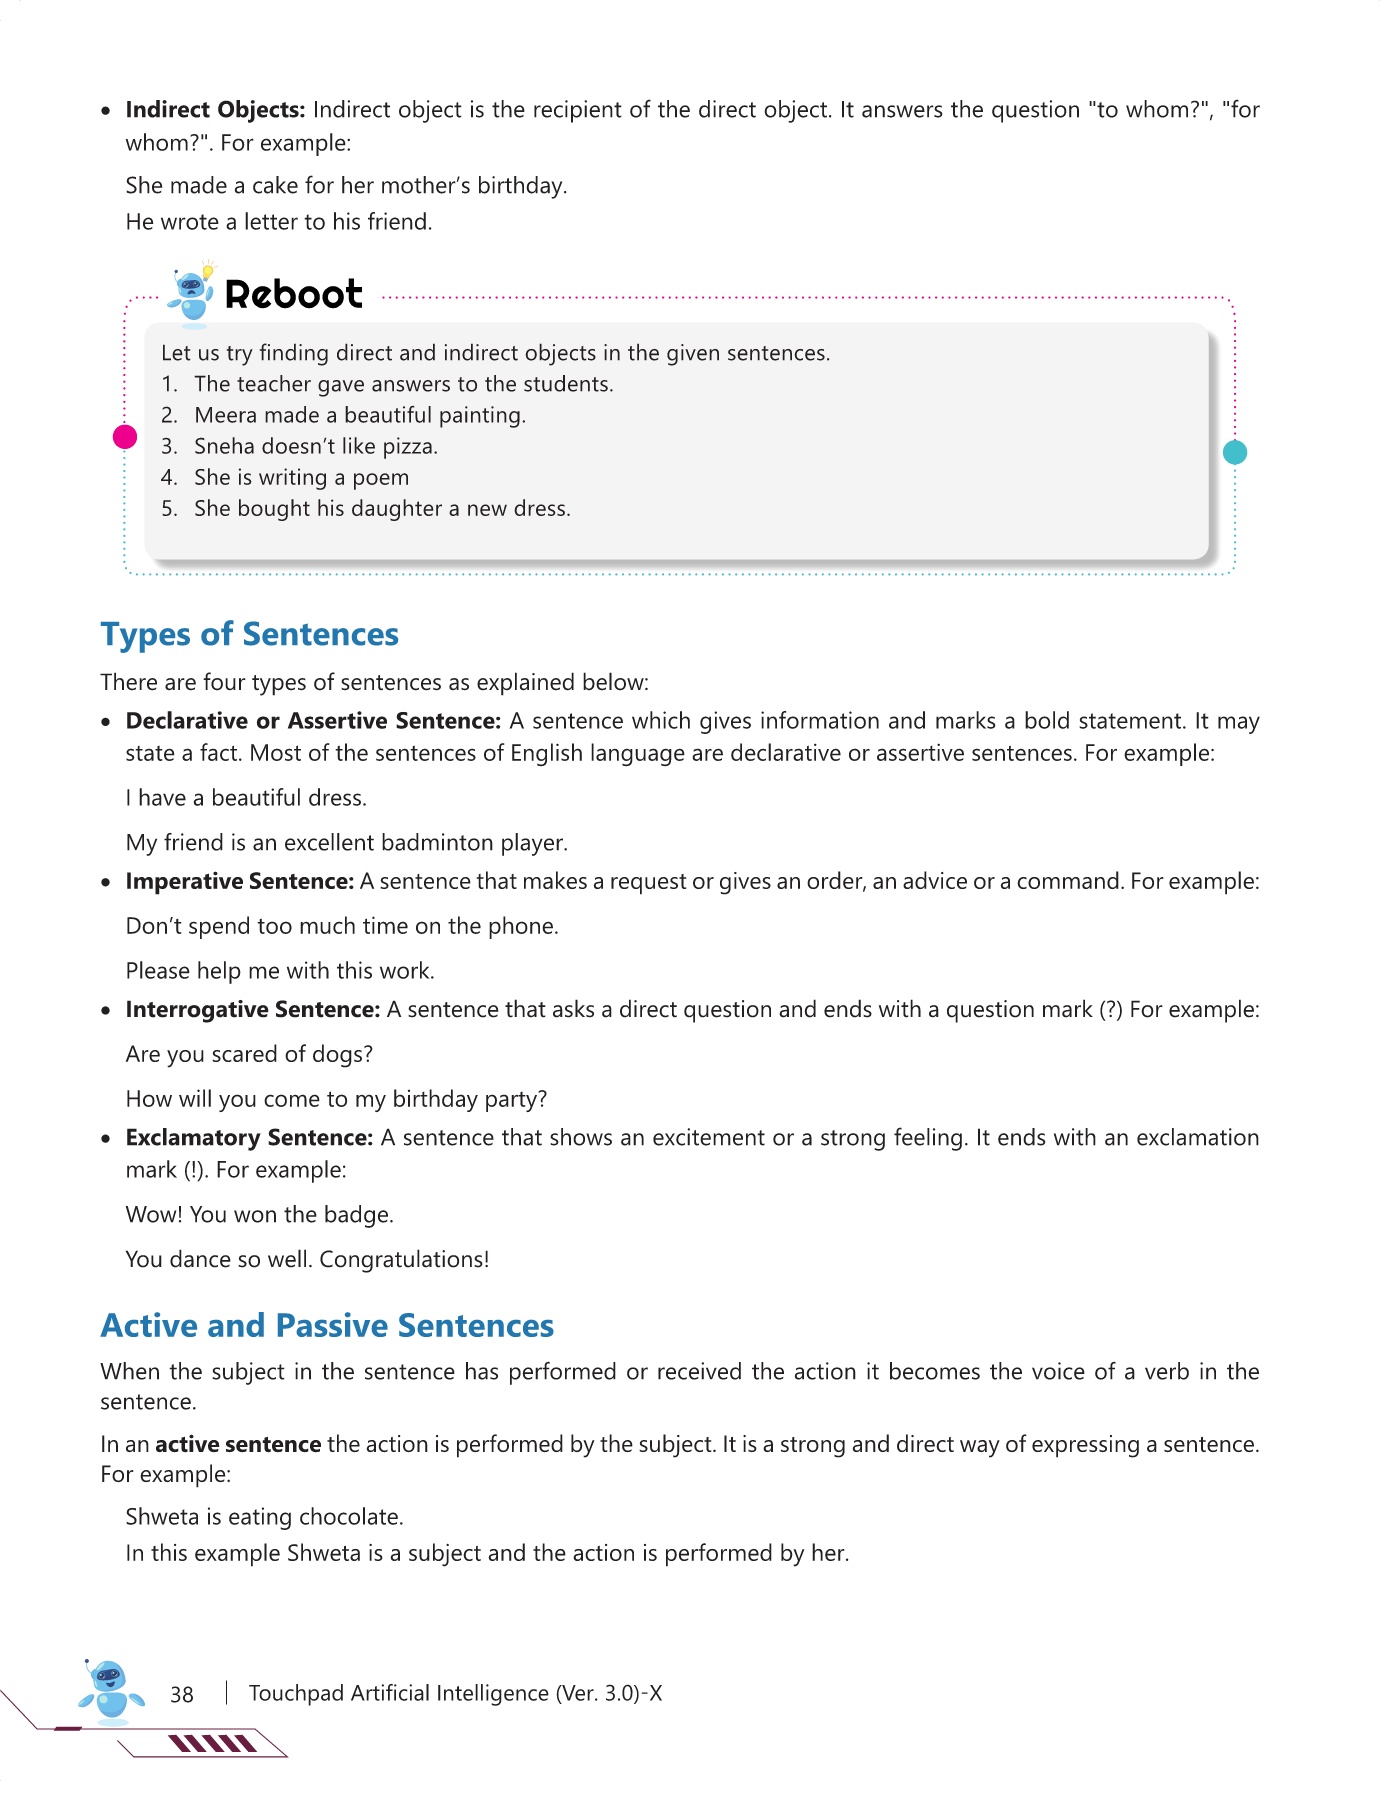 • Indirect Objects: Indirect object is the recipient of the direct object. It answers the question "to whom?", "for
whom?". For example:
She made a cake for her mother’s birthday.
He wrote a letter to his friend.
Reboot
Let us try finding direct and indirect objects in the given sentences.
1. The teacher gave answers to the students.
2. Meera made a beautiful painting.
3. Sneha doesn’t like pizza.
4. She is writing a poem
5. She bought his daughter a new dress.
Types of Sentences
There are four types of sentences as explained below:
• Declarative or Assertive Sentence: A sentence which gives information and marks a bold statement. It may
state a fact. Most of the sentences of English language are declarative or assertive sentences. For example:
I have a beautiful dress.
My friend is an excellent badminton player.
• Imperative Sentence: A sentence that makes a request or gives an order, an advice or a command. For example:
Don’t spend too much time on the phone.
Please help me with this work.
• Interrogative Sentence: A sentence that asks a direct question and ends with a question mark (?) For example:
Are you scared of dogs?
How will you come to my birthday party?
• Exclamatory Sentence: A sentence that shows an excitement or a strong feeling. It ends with an exclamation
mark (!). For example:
Wow! You won the badge.
You dance so well. Congratulations!
Active and Passive Sentences
When the subject in the sentence has performed or received the action it becomes the voice of a verb in the
sentence.
In an active sentence the action is performed by the subject. It is a strong and direct way of expressing a sentence.
For example:
Shweta is eating chocolate.
In this example Shweta is a subject and the action is performed by her.
38 | Touchpad Artificial Intelligence (Ver. 3.0)-X